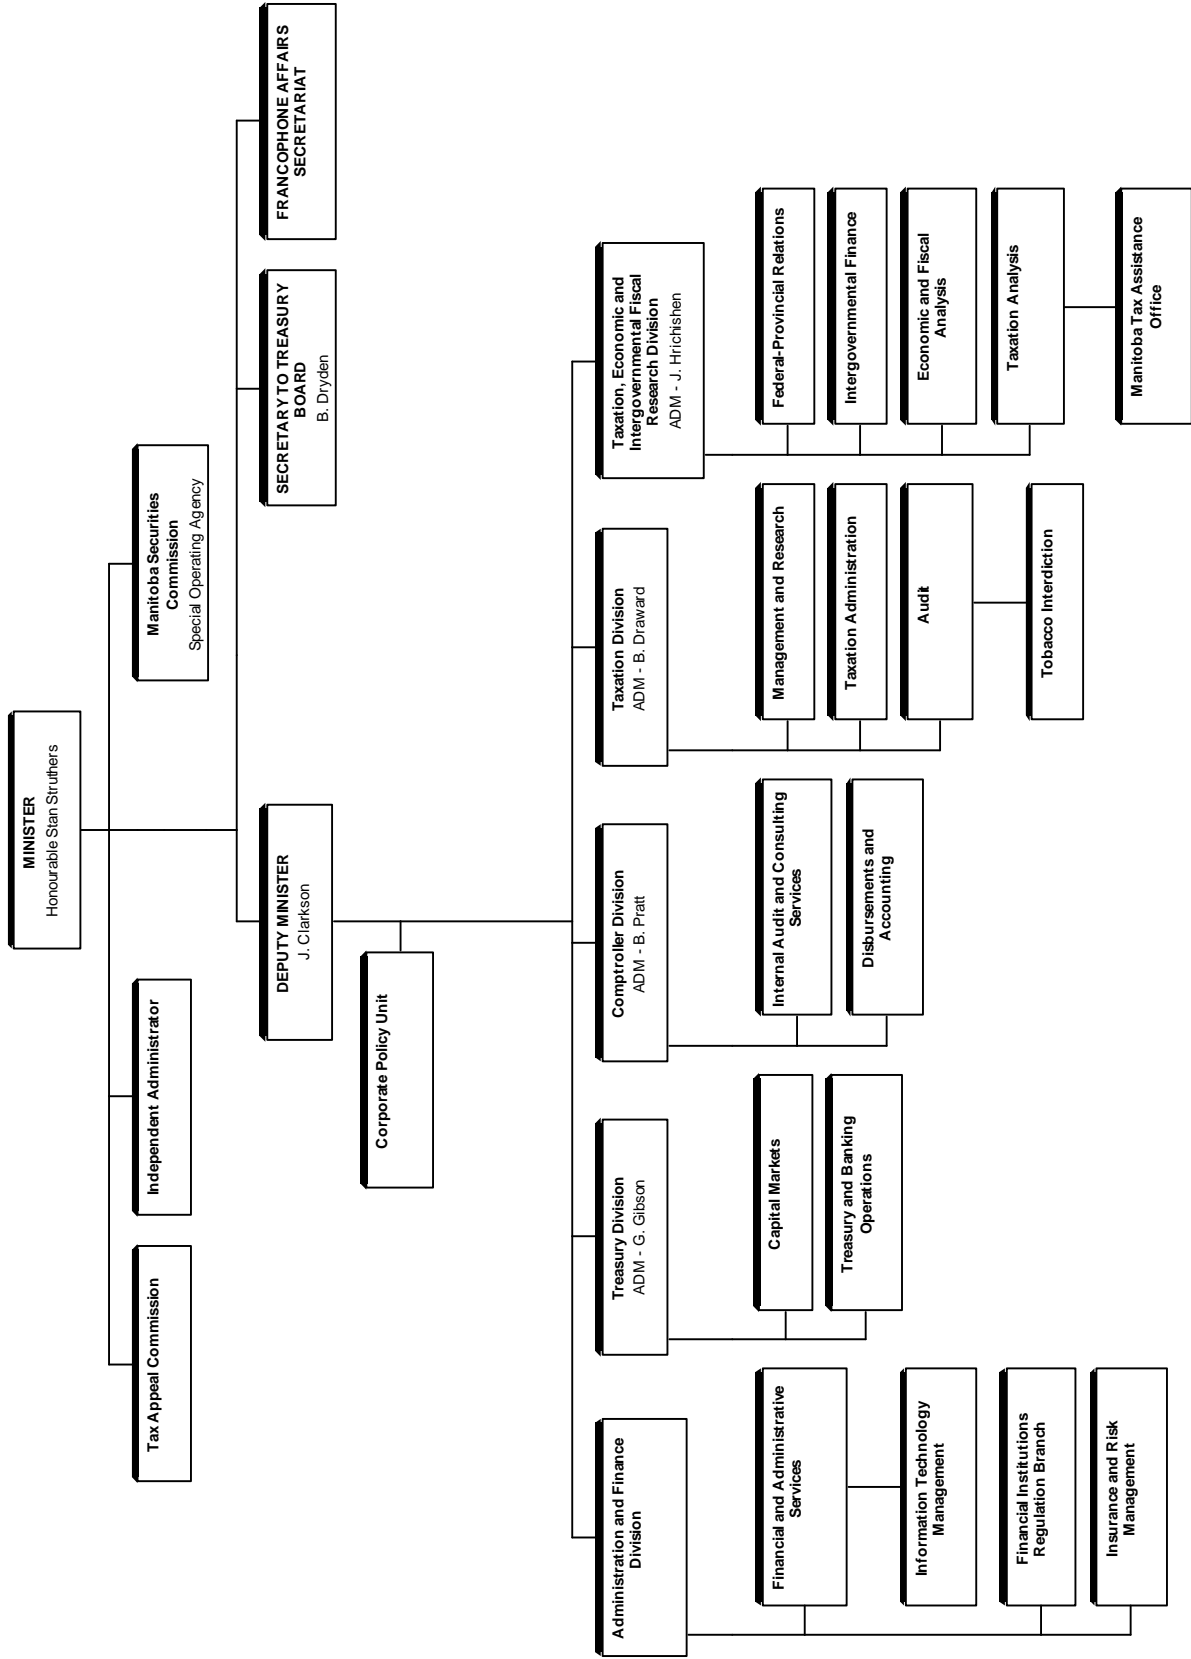 MINISTER
Honourable Stan Struthers
Tax Appeal Commission
Independent Administrator
Manitoba Securities
Commission
Special Operating Agency
DEPUTY MINISTER
J. Clarkson
SECRETARY TO TREASURY
BOARD
B. Dryden
FRANCOPHONE AFFAIRS
SECRETARIAT
Corporate Policy Unit
Administration and Finance
Division
Financial and Administrative
Services
Information Technology
Management
Financial Institutions
Regulation Branch
Insurance and Risk
Management
Treasury Division
ADM - G. Gibson
Capital Markets
Treasury and Banking
Operations
Comptroller Division
ADM - B. Pratt
Internal Audit and Consulting
Services
Disbursements and
Accounting
Taxation Division
ADM - B. Draward
Management and Research
Taxation Administration
Audit
Tobacco Interdiction
Taxation, Economic and
Intergovernmental Fiscal
Research Division
ADM - J. Hrichishen
Federal-Provincial Relations
Intergovernmental Finance
Economic and Fiscal
Analysis
Taxation Analysis
Manitoba Tax Assistance
Office